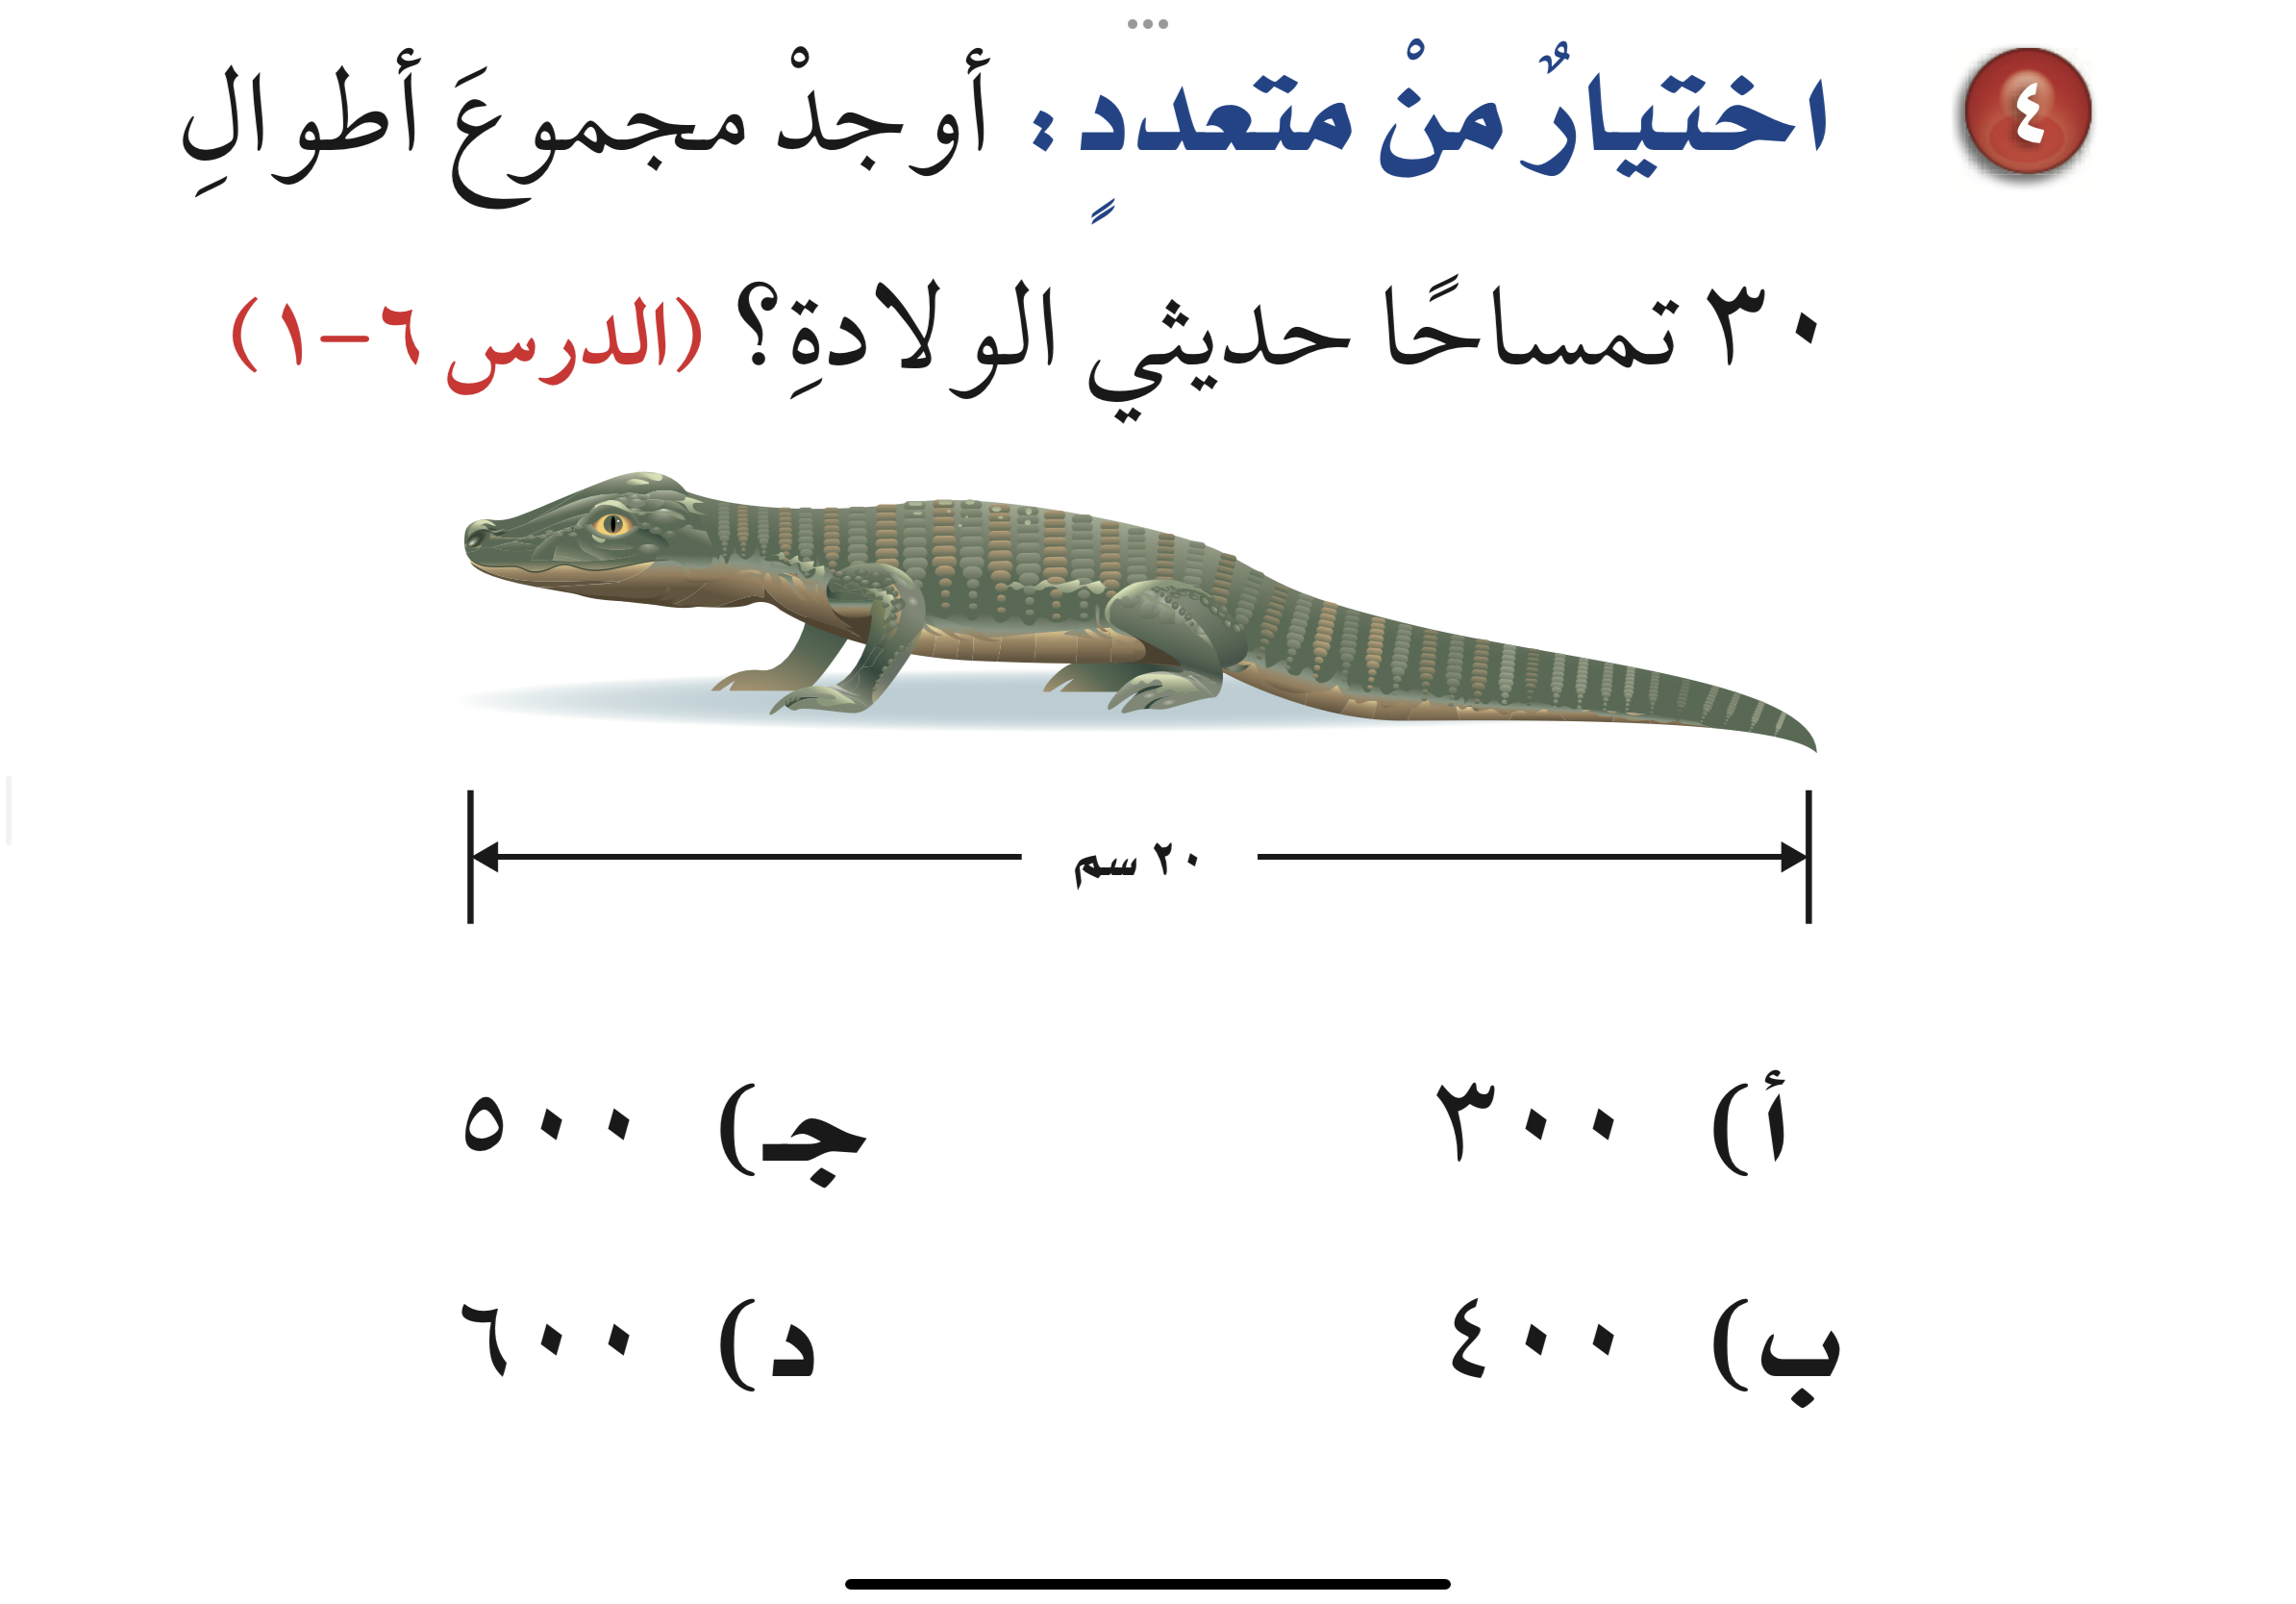 ٤ اختيارٌ منْ متعددٍ: أوجدْ مجموعَ أطوالِ
٣٠ تمساحًا حديثي الولادةِ؟ (الدرس ٦–١)
٢٠ سم
أ) ٣٠٠ جـ) ٥٠٠
ب) ٤٠٠ د) ٦٠٠